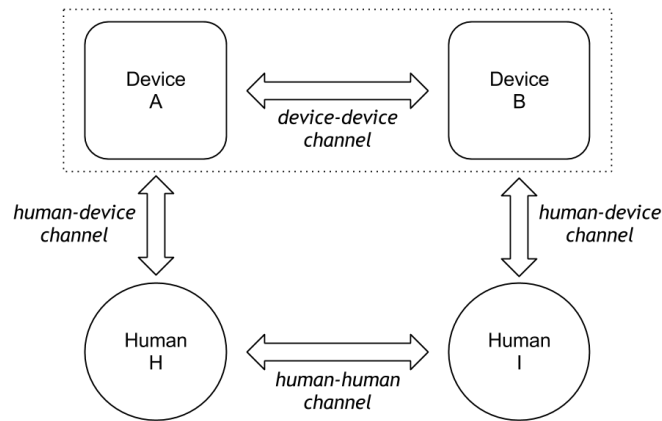 Device
A
device-device
channel
Device
B
human-device
channel
human-device
channel
Human
H
human-human
channel
Human
I